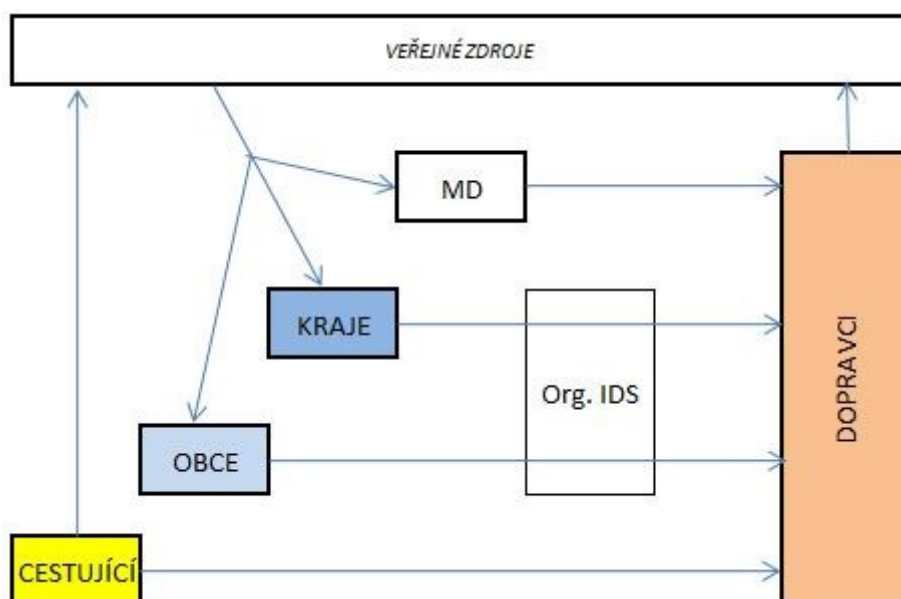 VEŘEJNÉ ZDROJE
MD
KRAJE
Org. IDS
DOPRAVCI
OBCE
CESTUJÍCÍ